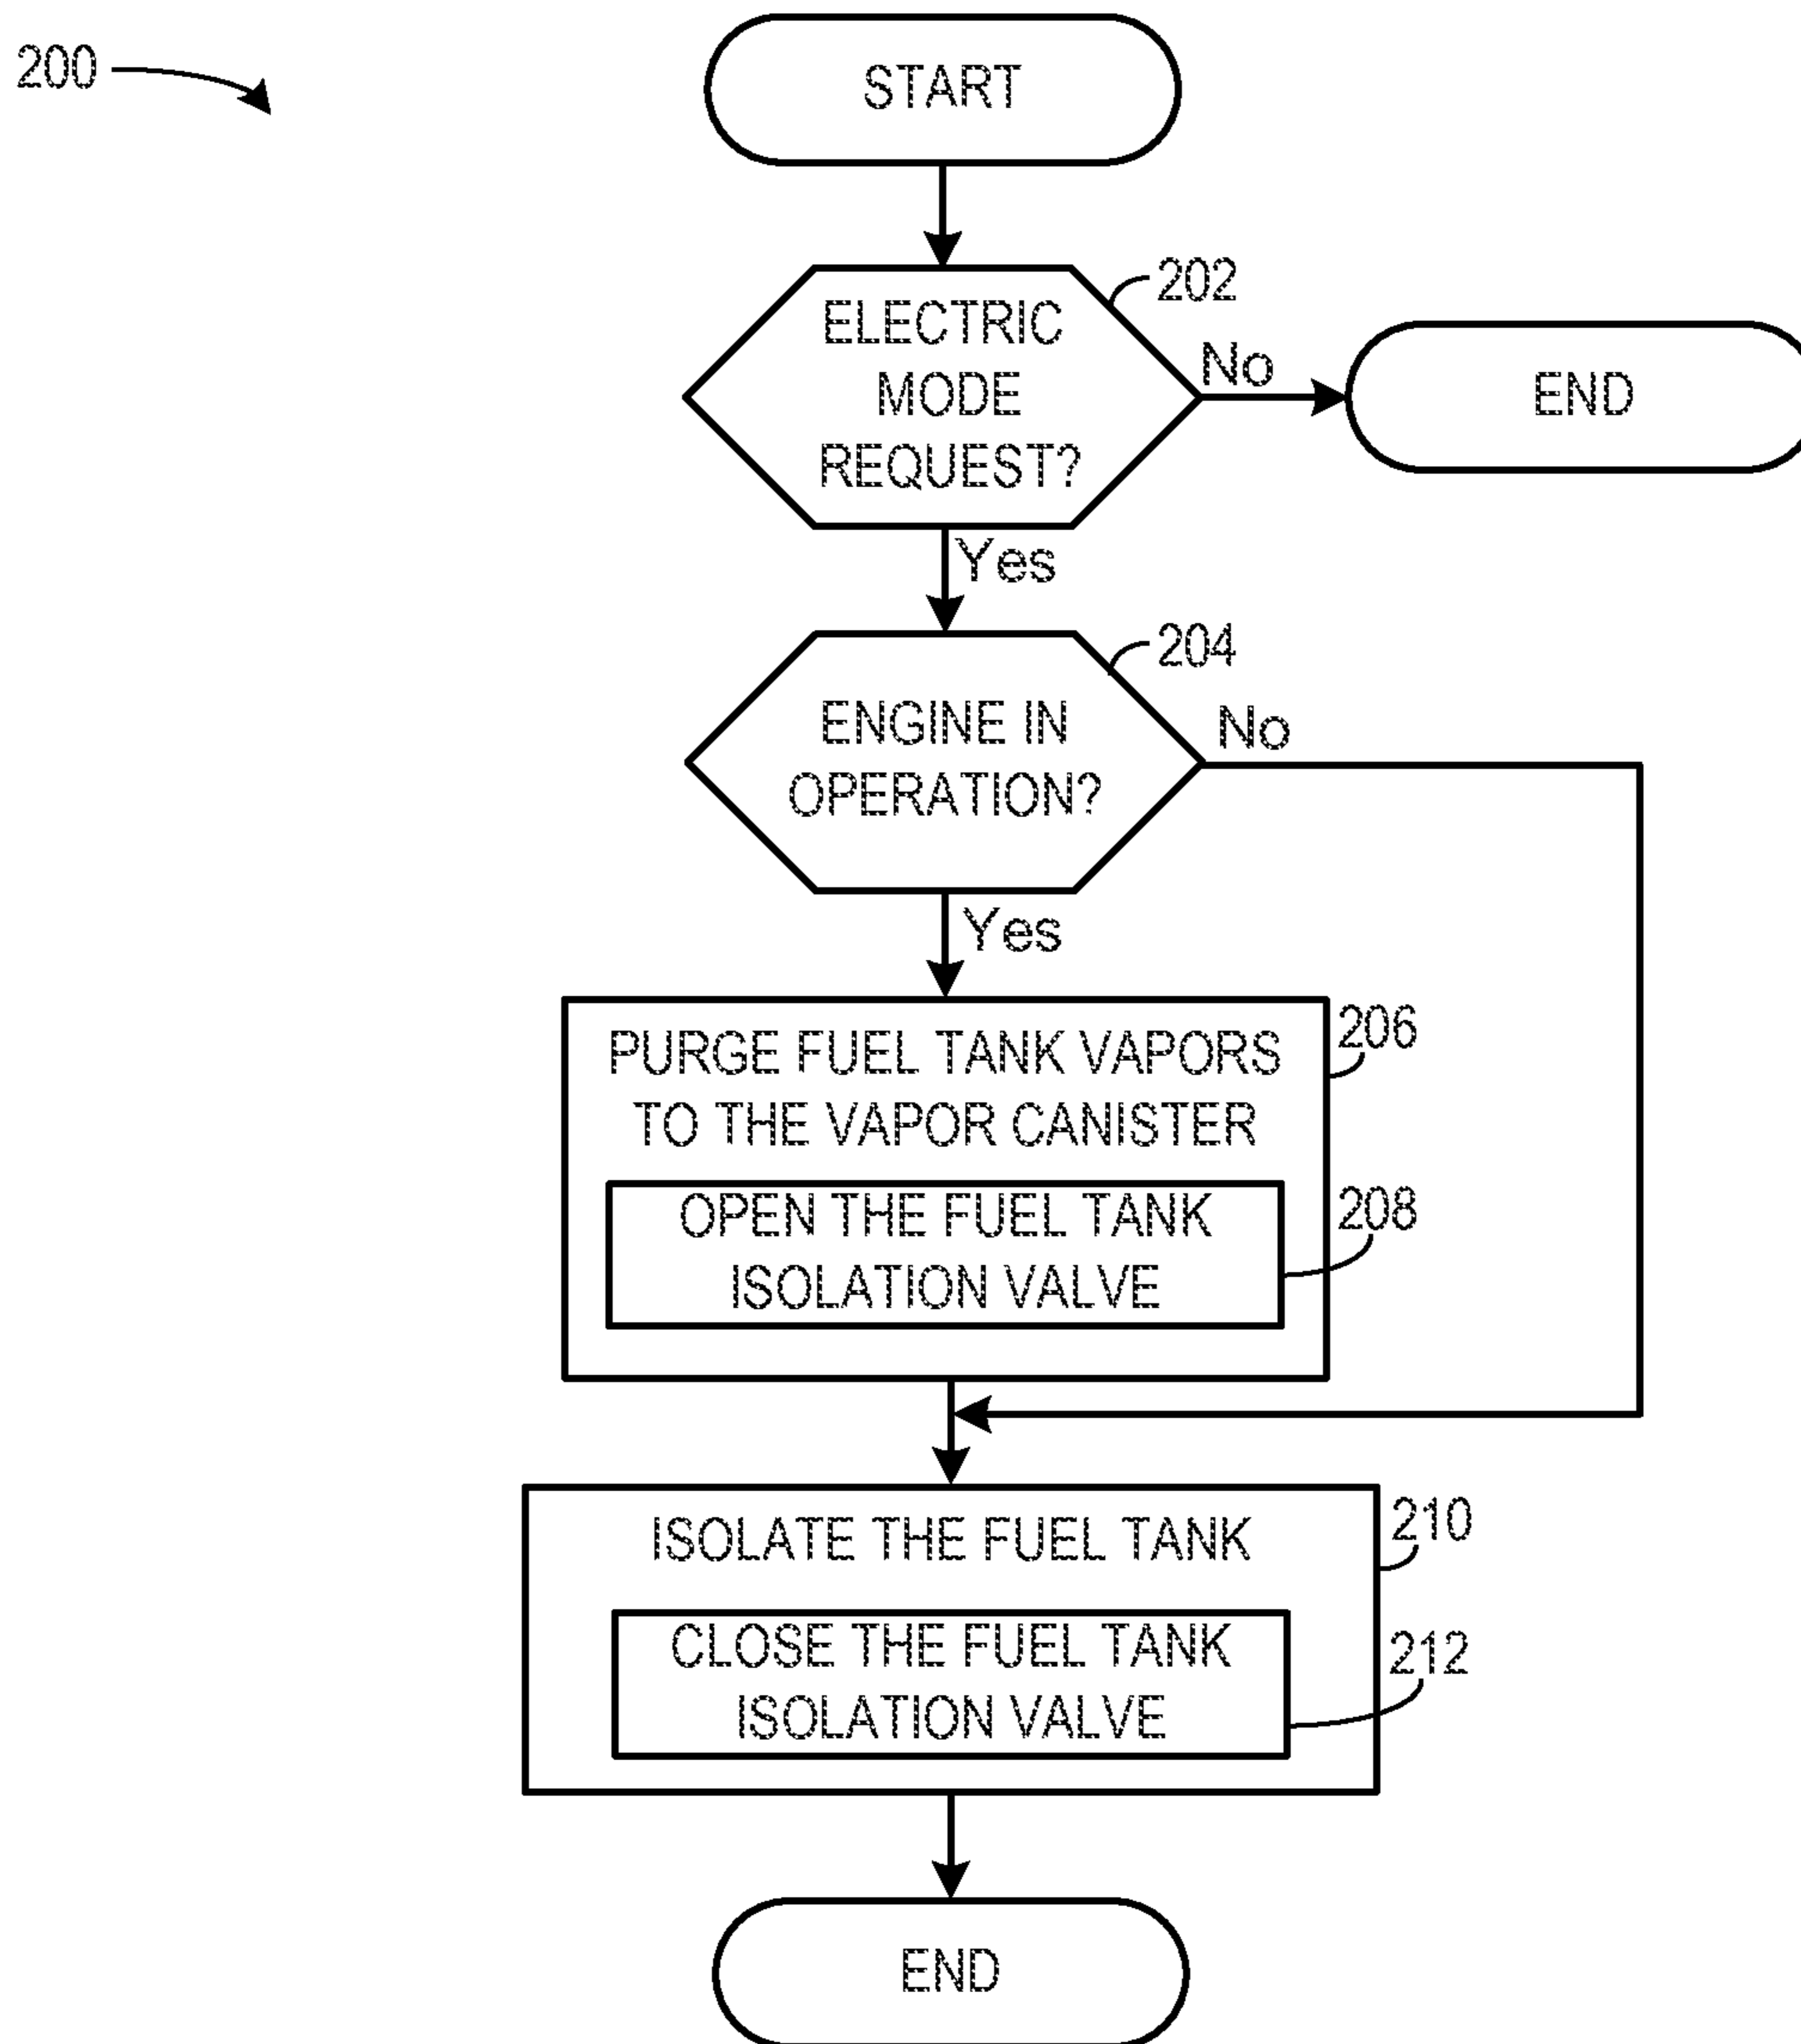 200
START
202
ELECTRIC
MODE
REQUEST?
No
END
Yes
204
ENGINE IN
OPERATION?
No
Yes
206
PURGE FUEL TANK VAPORS
TO THE VAPOR CANISTER
208
OPEN THE FUEL TANK
ISOLATION VALVE
210
ISOLATE THE FUEL TANK
212
CLOSE THE FUEL TANK
ISOLATION VALVE
END